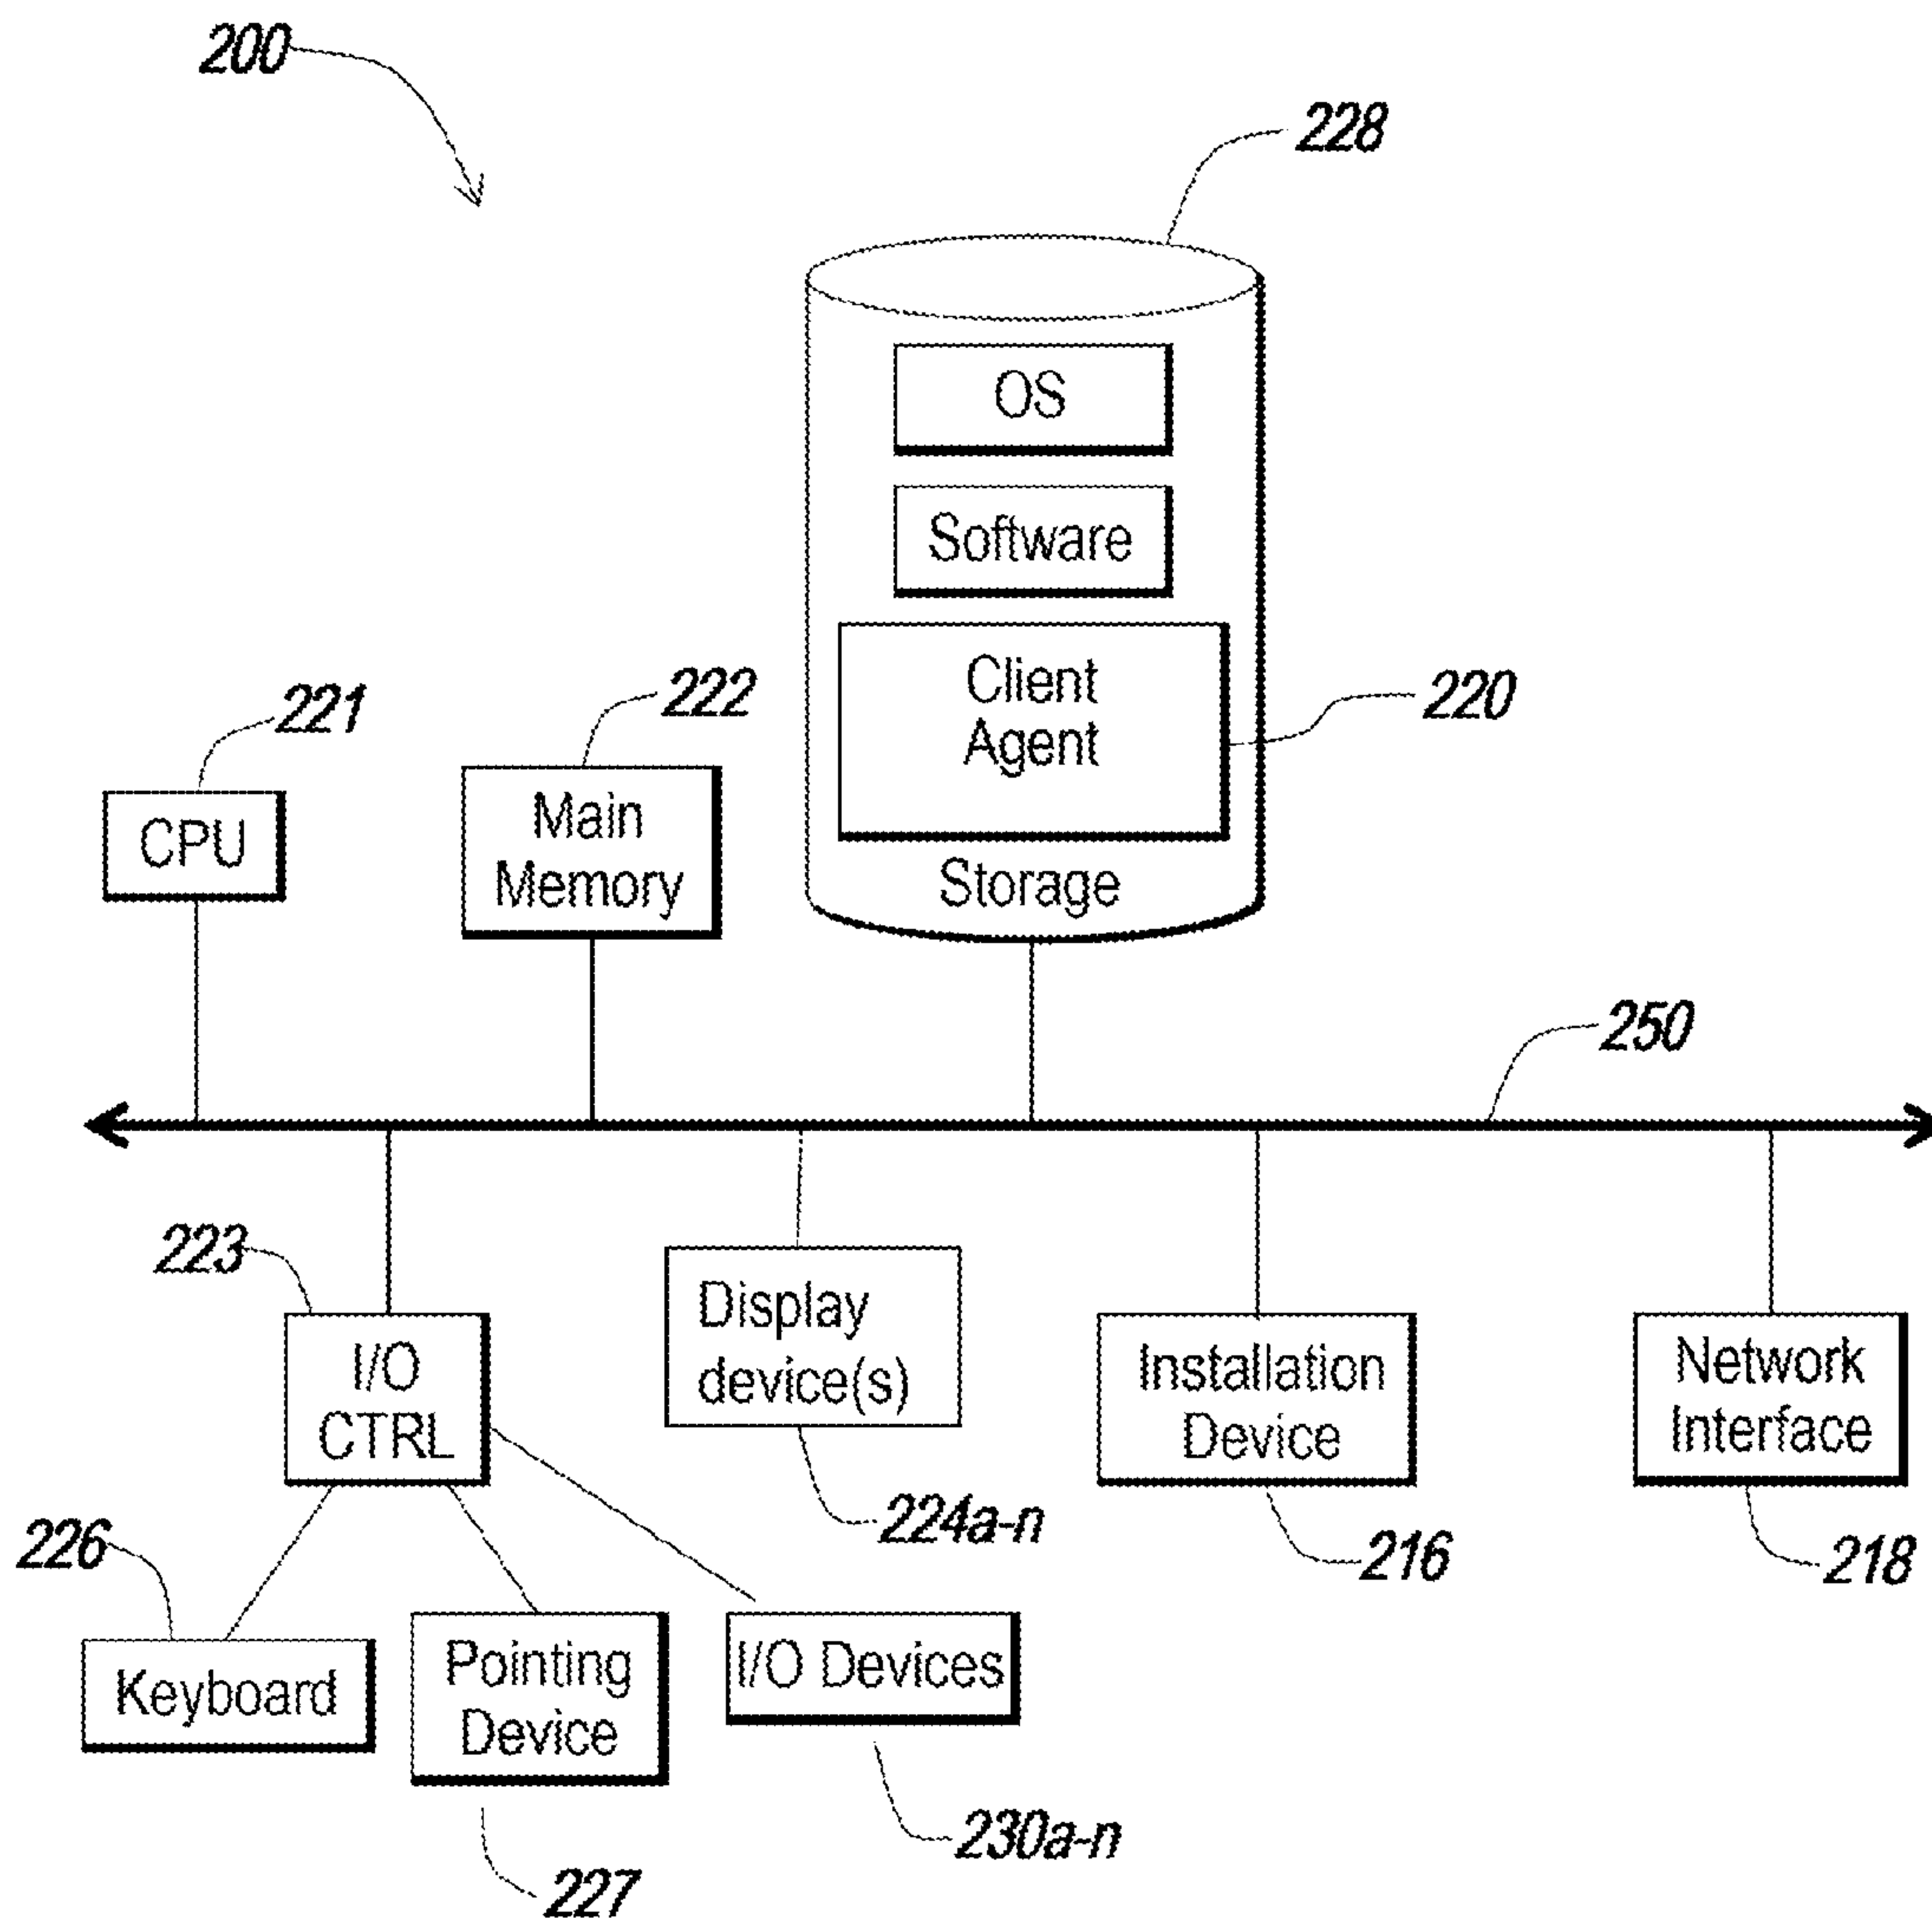 200
228
OS
Software
Client
Agent
220
Storage
221
CPU
222
Main
Memory
250
223
I/O
CTRL
Display
device(s)
224a-n
Installation
Device
216
Network
Interface
218
226
Keyboard
Pointing
Device
227
I/O Devices
230a-n